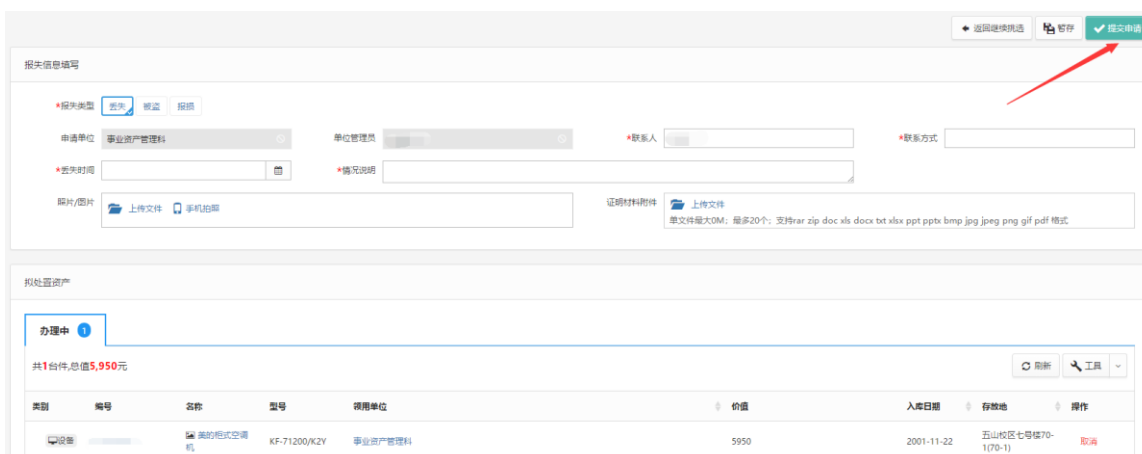 返回继续挑选 暂存 提交申请
报失信息填写
*报失类型 丢失 被盗 报损
申请单位 事业资产管理科 单位管理员 *联系人 *联系方式
*丢失时间 *情况说明
照片/图片 上传文件 手机拍照 证明材料附件 上传文件
单文件最大0M；最多20个；支持rar zip doc xls docx txt xlsx ppt pptx bmp jpg jpeg png gif pdf 格式
拟处置资产
办理中 1
共1台件,总值5,950元 刷新 工具
类别 编号 名称 型号 领用单位 价值 入库日期 存放地 操作
设备 美的柜式空调机 KF-71200/K2Y 事业资产管理科 5950 2001-11-22 五山校区七号楼70-1(70-1) 取消